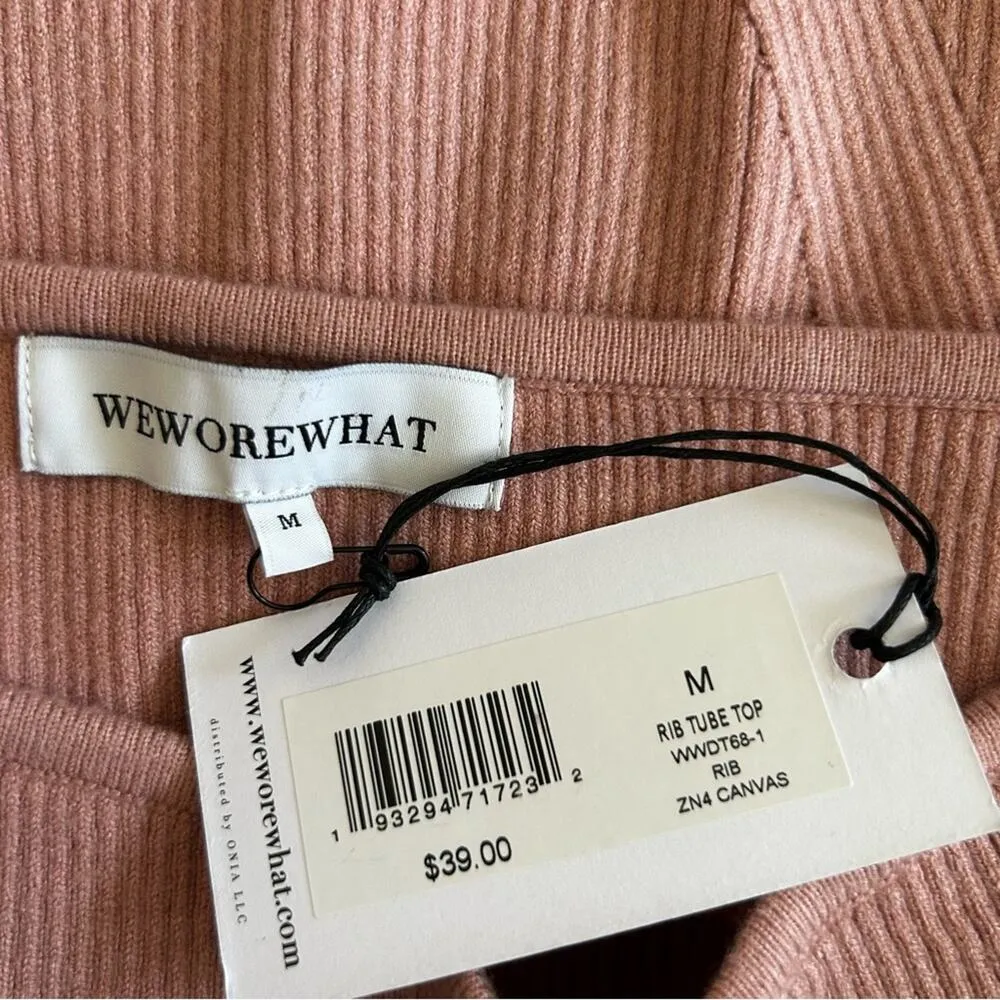 WEWOREWHAT
M
M
RIB TUBE TOP
WWDT68-1
RIB
ZN4 CANVAS
1 93294 71723 2
$39.00
www.weworewhat.com
distributed by ONIA LLC